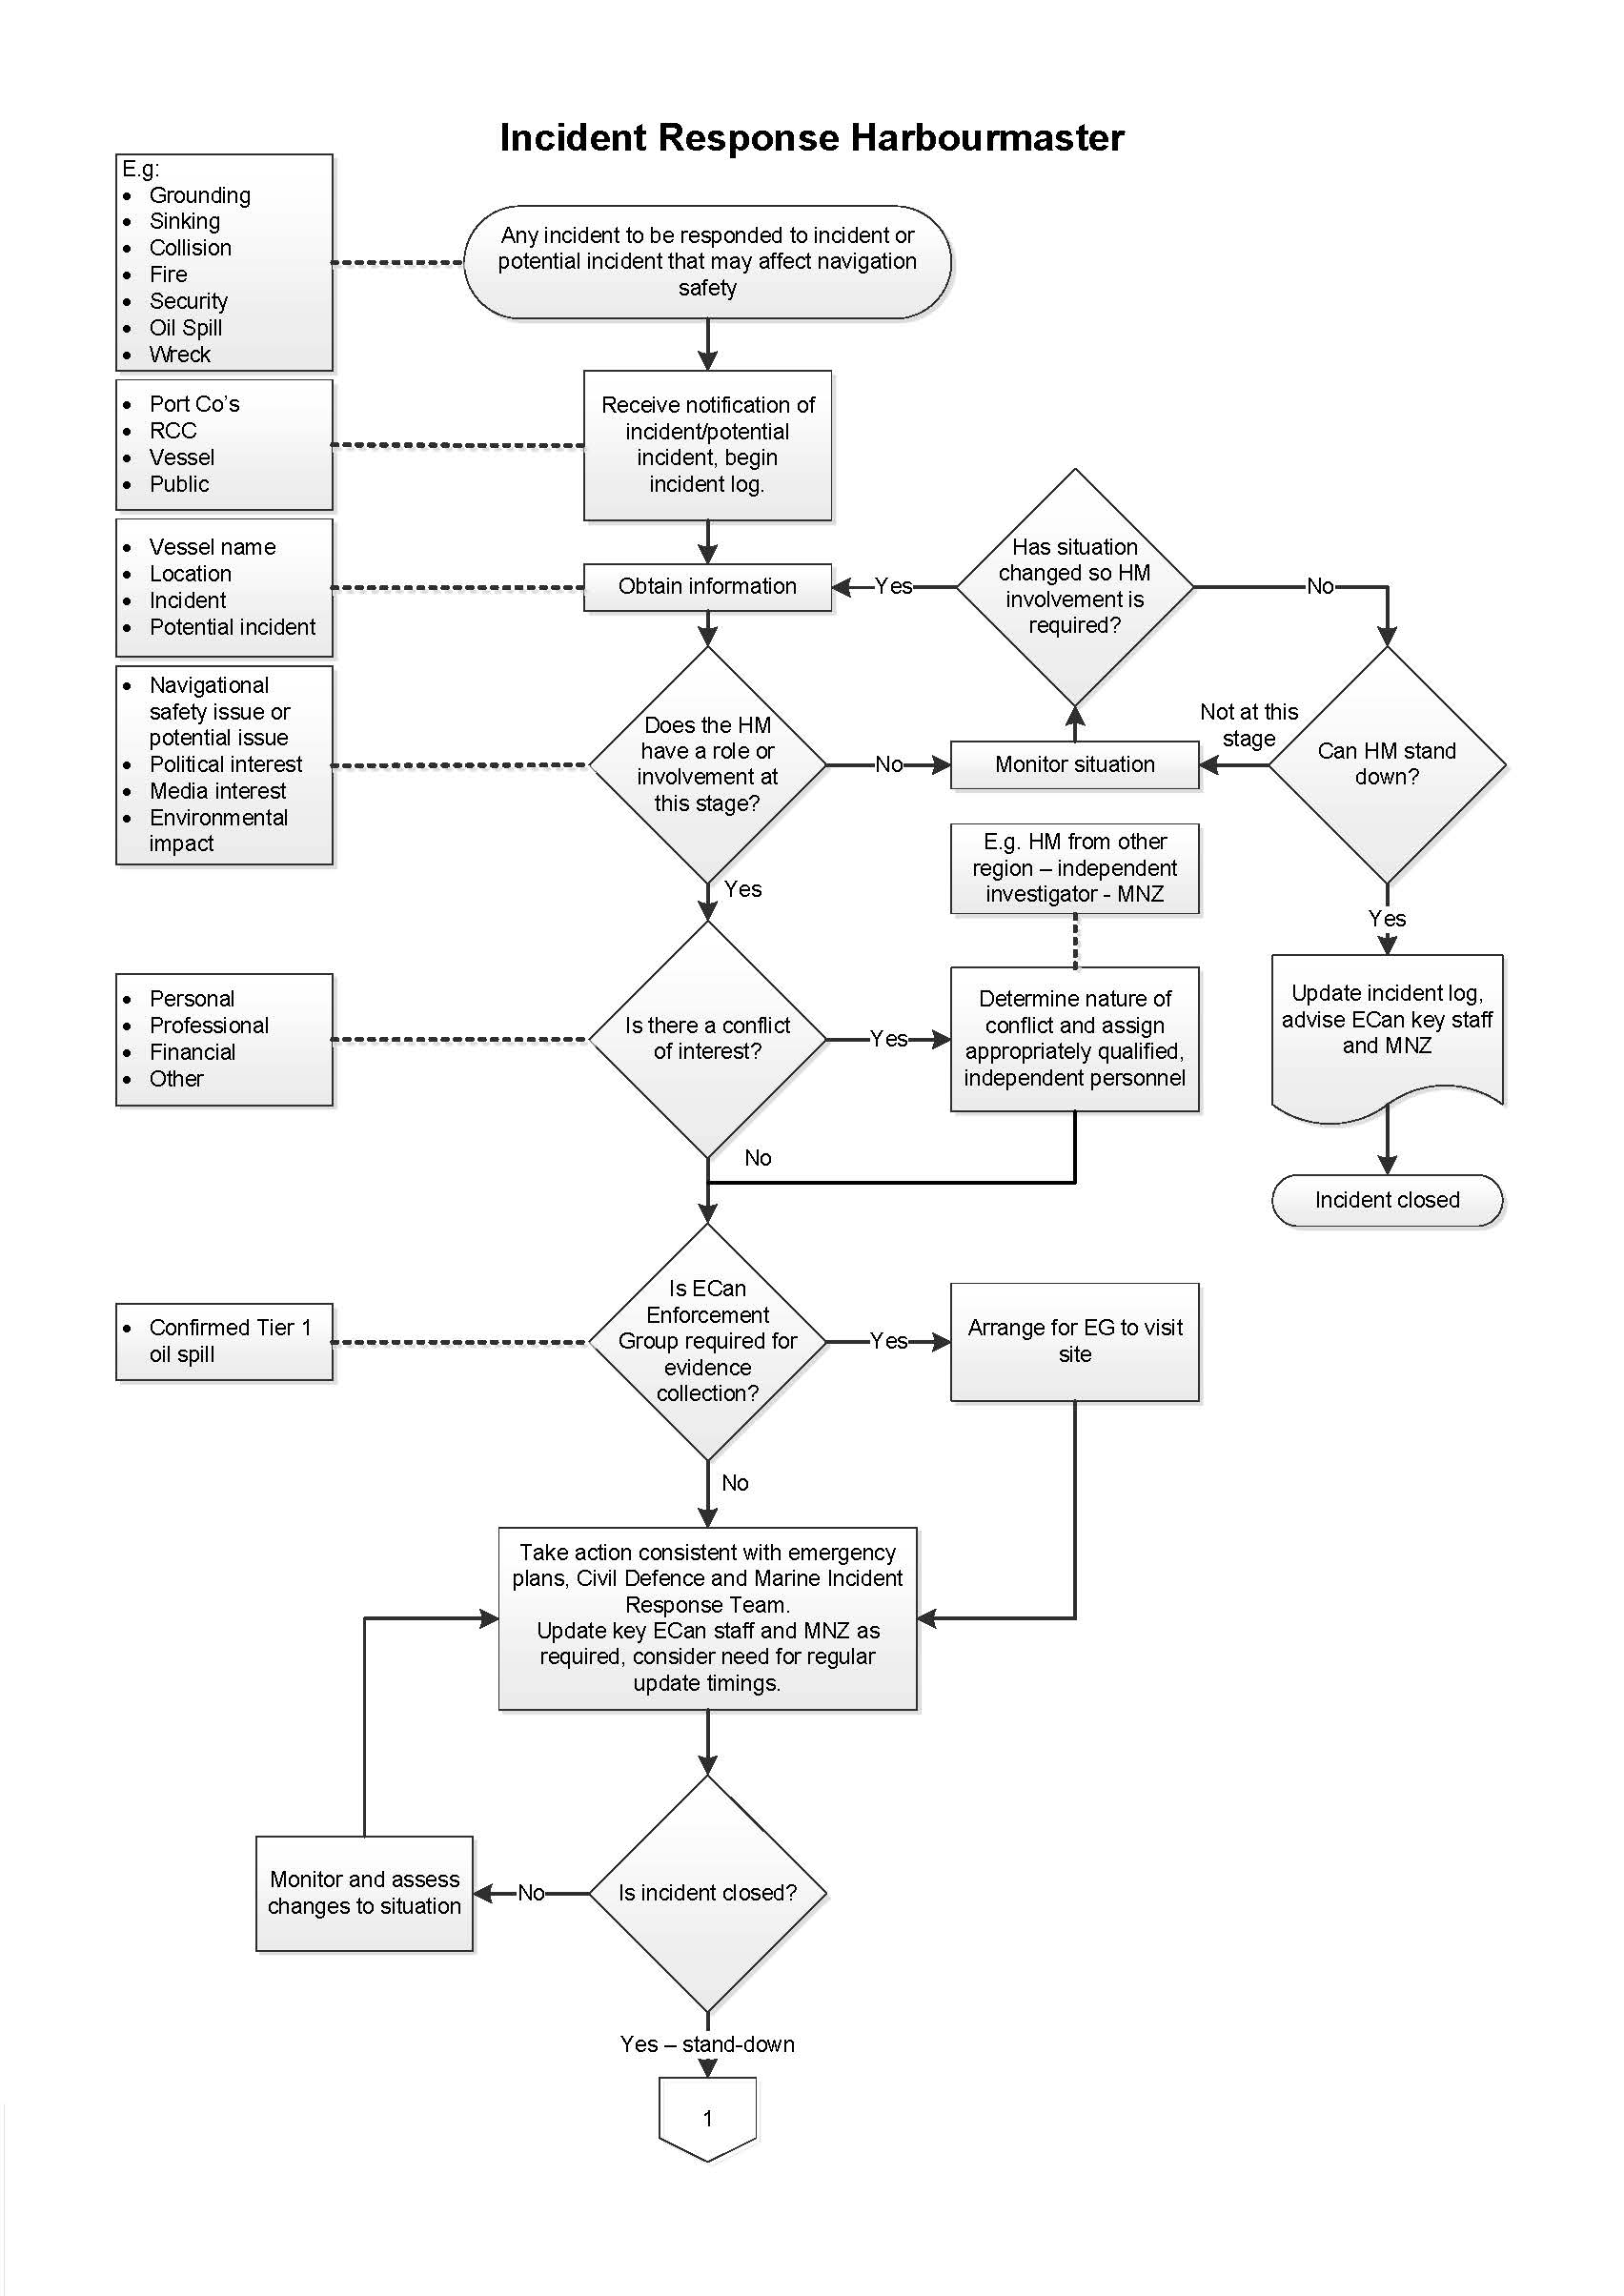 Incident Response Harbourmaster
E.g:
• Grounding
• Sinking
• Collision
• Fire
• Security
• Oil Spill
• Wreck
Any incident to be responded to incident or
potential incident that may affect navigation
safety
• Port Co's
• RCC
• Vessel
• Public
Receive notification of
incident/potential
incident, begin
incident log.
• Vessel name
• Location
• Incident
• Potential incident
Obtain information
Yes
Has situation
changed so HM
involvement is
required?
No
• Navigational
safety issue or
potential issue
• Political interest
• Media interest
• Environmental
impact
Does the HM
have a role or
involvement at
this stage?
No
Monitor situation
Not at this
stage
Can HM stand
down?
Yes
E.g. HM from other
region – independent
investigator - MNZ
Yes
• Personal
• Professional
• Financial
• Other
Is there a conflict
of interest?
Yes
Determine nature of
conflict and assign
appropriately qualified,
independent personnel
Update incident log,
advise ECan key staff
and MNZ
No
Incident closed
• Confirmed Tier 1
oil spill
Is ECan
Enforcement
Group required for
evidence
collection?
Yes
Arrange for EG to visit
site
No
Take action consistent with emergency
plans, Civil Defence and Marine Incident
Response Team.
Update key ECan staff and MNZ as
required, consider need for regular
update timings.
Monitor and assess
changes to situation
No
Is incident closed?
Yes – stand-down
1